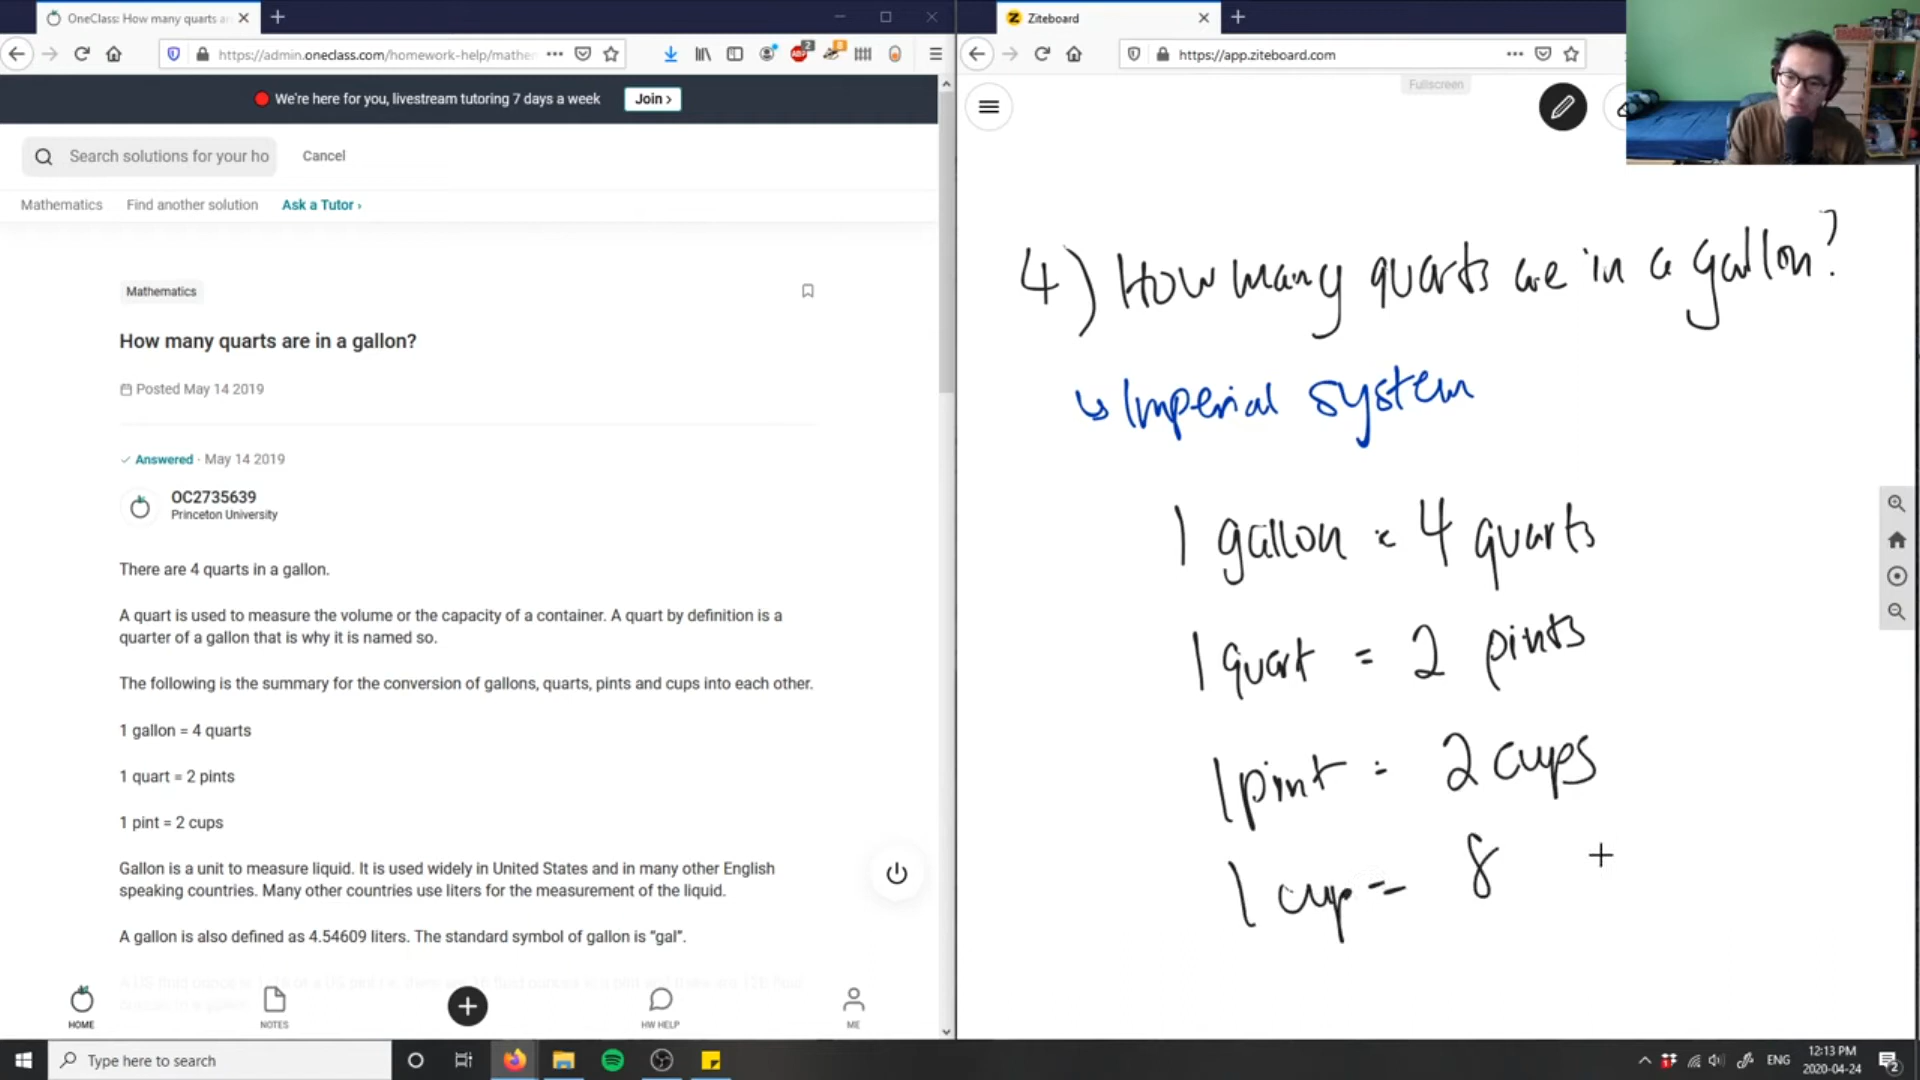 OneClass: How many quarts a
Ziteboard
https://admin.oneclass.com/homework-help/mather
2
8
https://app.ziteboard.com
We're here for you, livestream tutoring 7 days a week
Join ›
Fullscreen
Search solutions for your ho
Cancel
Mathematics
Find another solution
Ask a Tutor ›
Mathematics
How many quarts are in a gallon?
Posted May 14 2019
Answered · May 14 2019
OC2735639
Princeton University
There are 4 quarts in a gallon.
A quart is used to measure the volume or the capacity of a container. A quart by definition is a
quarter of a gallon that is why it is named so.
The following is the summary for the conversion of gallons, quarts, pints and cups into each other.
1 gallon = 4 quarts
1 quart = 2 pints
1 pint = 2 cups
Gallon is a unit to measure liquid. It is used widely in United States and in many other English
speaking countries. Many other countries use liters for the measurement of the liquid.
A gallon is also defined as 4.54609 liters. The standard symbol of gallon is “gal”.
HOME
NOTES
HW HELP
ME
4) How many quarts are in a gallon?
↳ Imperial system
1 gallon = 4 quarts
1 quart = 2 pints
1 pint = 2 cups
1 cup = 8
Type here to search
ENG
12:13 PM
2020-04-24
2